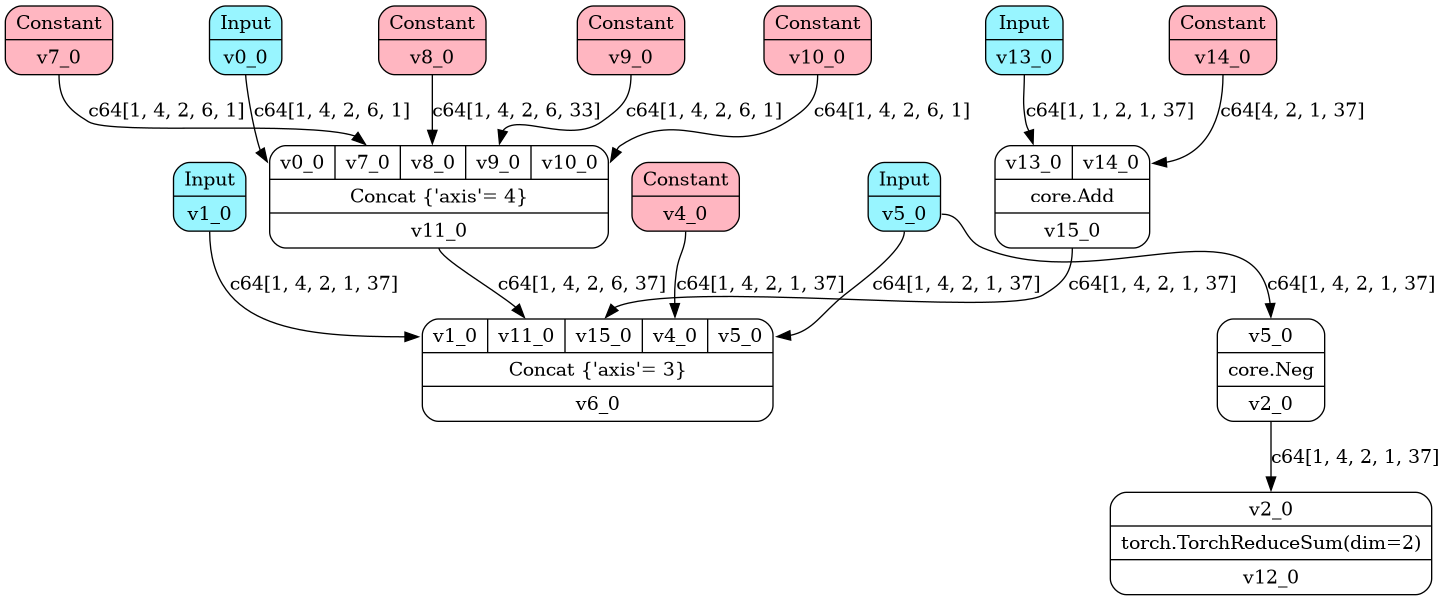 Constant
v7_0
Input
v0_0
Constant
v8_0
Constant
v9_0
Constant
v10_0
Input
v13_0
Constant
v14_0
c64[1, 4, 2, 6, 1]
c64[1, 4, 2, 6, 1]
c64[1, 4, 2, 6, 33]
c64[1, 4, 2, 6, 1]
c64[1, 4, 2, 6, 1]
c64[1, 1, 2, 1, 37]
c64[4, 2, 1, 37]
v0_0 v7_0 v8_0 v9_0 v10_0
Concat {'axis'= 4}
v11_0
v13_0 v14_0
core.Add
v15_0
Input
v1_0
Constant
v4_0
Input
v5_0
c64[1, 4, 2, 1, 37]
c64[1, 4, 2, 6, 37]
c64[1, 4, 2, 1, 37]
c64[1, 4, 2, 1, 37]
c64[1, 4, 2, 1, 37]
c64[1, 4, 2, 1, 37]
v1_0 v11_0 v15_0 v4_0 v5_0
Concat {'axis'= 3}
v6_0
v5_0
core.Neg
v2_0
c64[1, 4, 2, 1, 37]
v2_0
torch.TorchReduceSum(dim=2)
v12_0